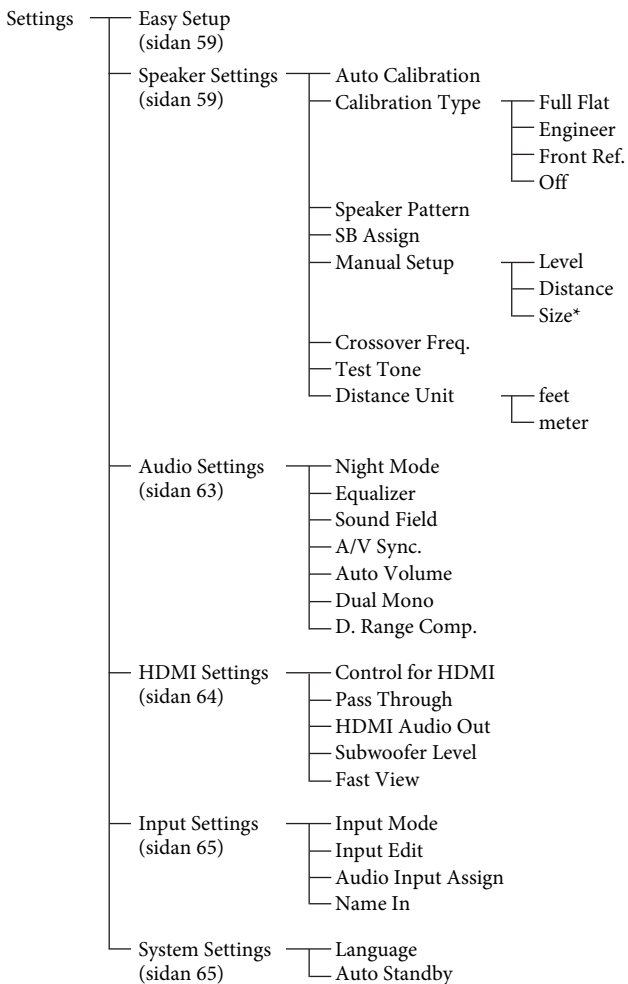 Settings
Easy Setup
(sidan 59)
Speaker Settings
(sidan 59)
Auto Calibration
Calibration Type
Full Flat
Engineer
Front Ref.
Off
Speaker Pattern
SB Assign
Manual Setup
Level
Distance
Size*
Crossover Freq.
Test Tone
Distance Unit
feet
meter
Audio Settings
(sidan 63)
Night Mode
Equalizer
Sound Field
A/V Sync.
Auto Volume
Dual Mono
D. Range Comp.
HDMI Settings
(sidan 64)
Control for HDMI
Pass Through
HDMI Audio Out
Subwoofer Level
Fast View
Input Settings
(sidan 65)
Input Mode
Input Edit
Audio Input Assign
Name In
System Settings
(sidan 65)
Language
Auto Standby